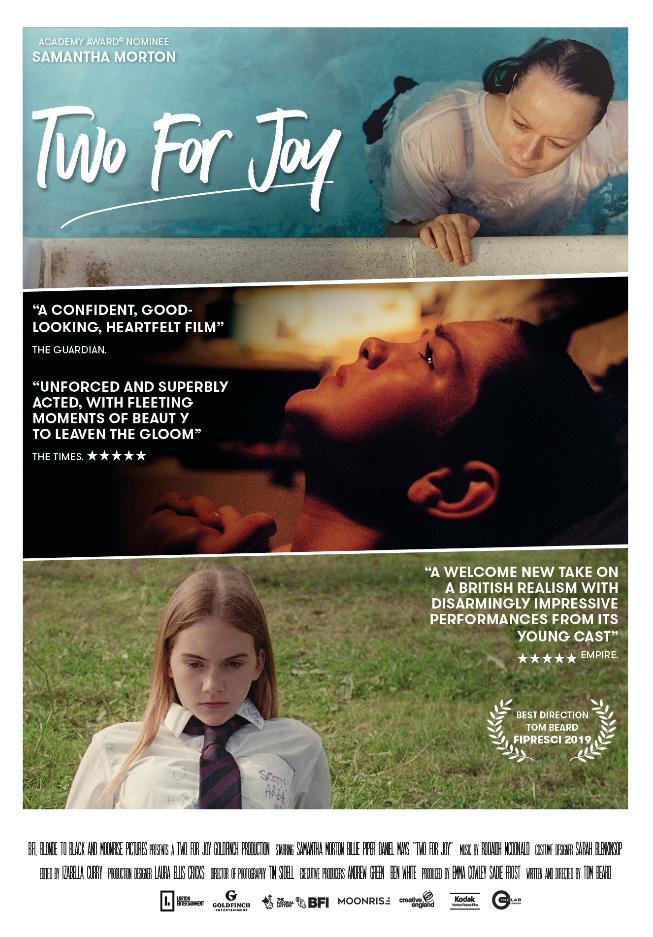 ACADEMY AWARD® NOMINEE
SAMANTHA MORTON
Two For Joy
“A CONFIDENT, GOOD-
LOOKING, HEARTFELT FILM”
THE GUARDIAN.
“UNFORCED AND SUPERBLY
ACTED, WITH FLEETING
MOMENTS OF BEAUT Y
TO LEAVEN THE GLOOM”
THE TIMES. ★★★★★
“A WELCOME NEW TAKE ON
A BRITISH REALISM WITH
DISARMINGLY IMPRESSIVE
PERFORMANCES FROM ITS
YOUNG CAST”
★★★★★ EMPIRE.
BEST DIRECTION
TOM BEARD
FIPRESCI 2019
BFI, BLONDE TO BLACK AND MOONRISE PICTURES PRESENTS A TWO FOR JOY GOLDFINCH PRODUCTION STARRING SAMANTHA MORTON BILLIE PIPER DANIEL MAYS “TWO FOR JOY” MUSIC BY RODAIDH MCDONALD COSTUME DESIGNER SARAH BLENKINSOP
EDITED BY IZABELLA CURRY PRODUCTION DESIGNER LAURA ELLIS CRICKS DIRECTOR OF PHOTOGRAPHY TIM SIDELL EXECUTIVE PRODUCERS ANDREW GREEN BEN WHITE PRODUCED BY EMMA COMLEY SADIE FROST WRITTEN AND DIRECTED BY TOM BEARD
GOLDFINCH
ENTERTAINMENT
BFI
MOONRISE
creative
england
Kodak